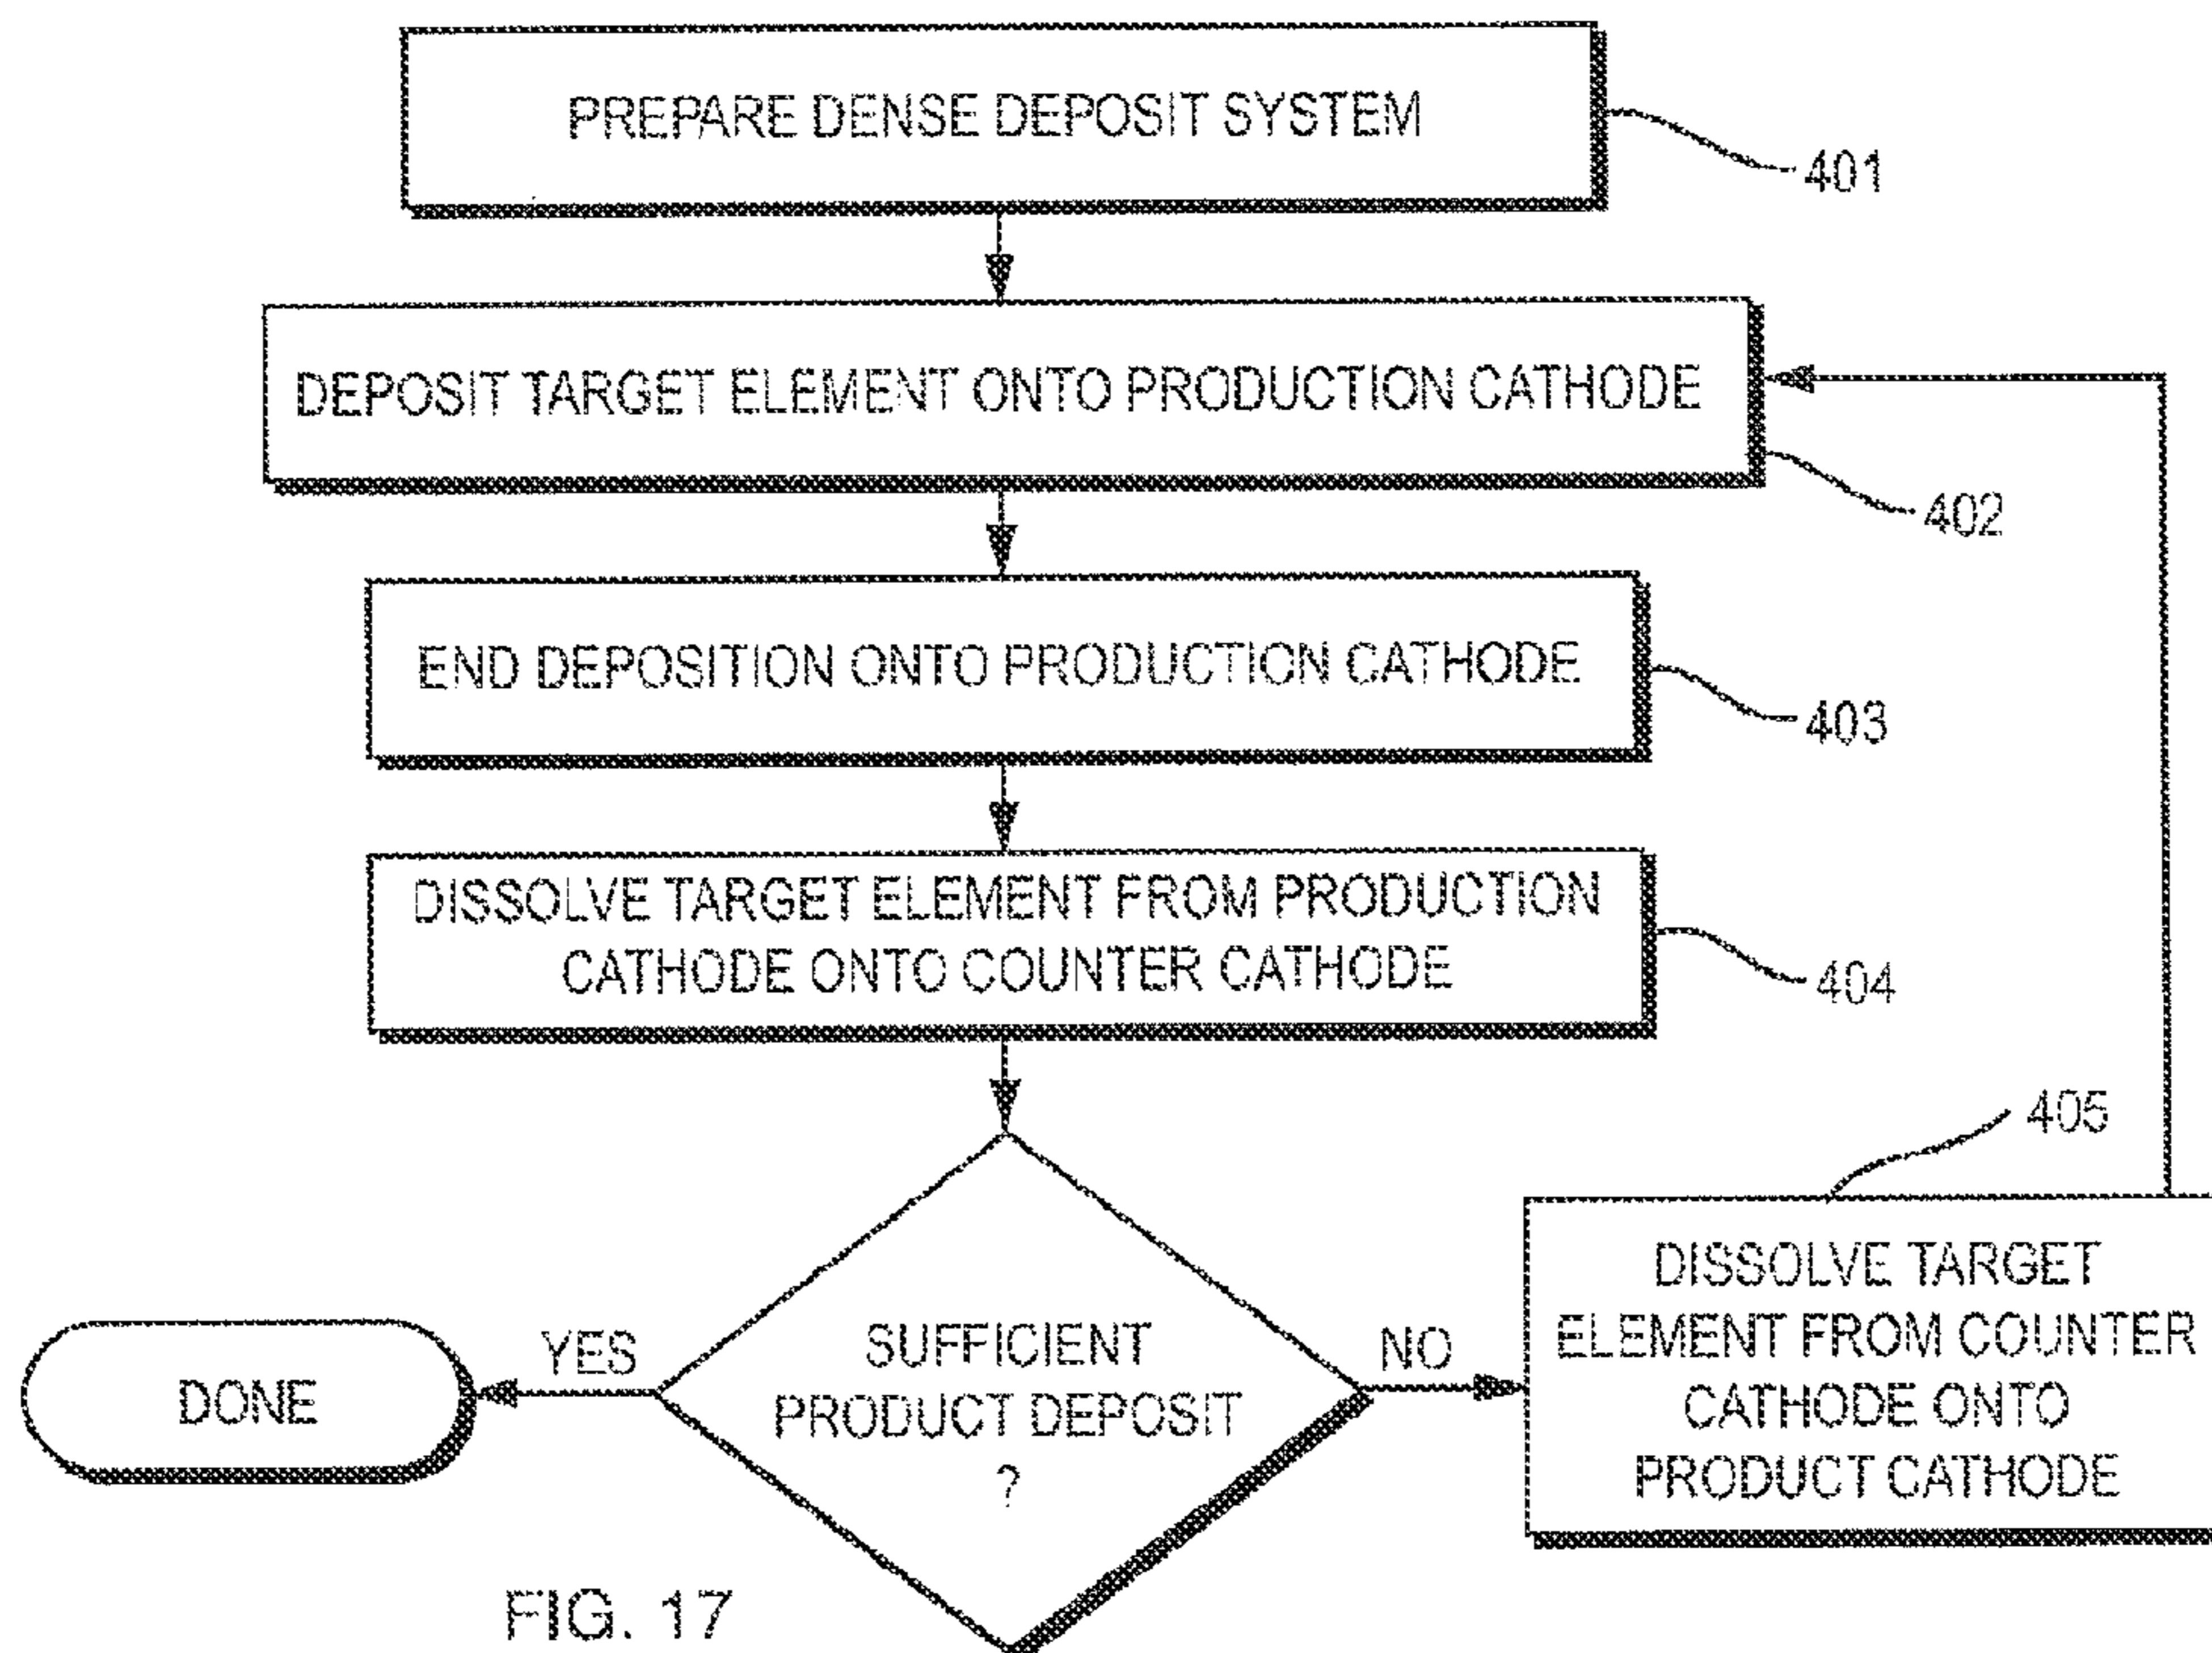 PREPARE DENSE DEPOSIT SYSTEM
401
DEPOSIT TARGET ELEMENT ONTO PRODUCTION CATHODE
402
END DEPOSITION ONTO PRODUCTION CATHODE
403
DISSOLVE TARGET ELEMENT FROM PRODUCTION
CATHODE ONTO COUNTER CATHODE
404
405
DISSOLVE TARGET
ELEMENT FROM COUNTER
CATHODE ONTO
PRODUCT CATHODE
NO
SUFFICIENT
PRODUCT DEPOSIT
?
YES
DONE
FIG. 17